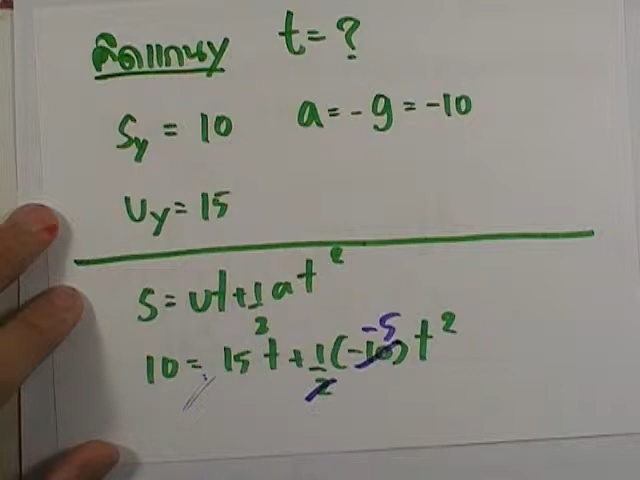 คิดแกนy t = ?
Sy = 10 a = -g = -10
Uy = 15
S = ut + 1/2 at²
10 = 15t + 1/2 (-10) t² -5